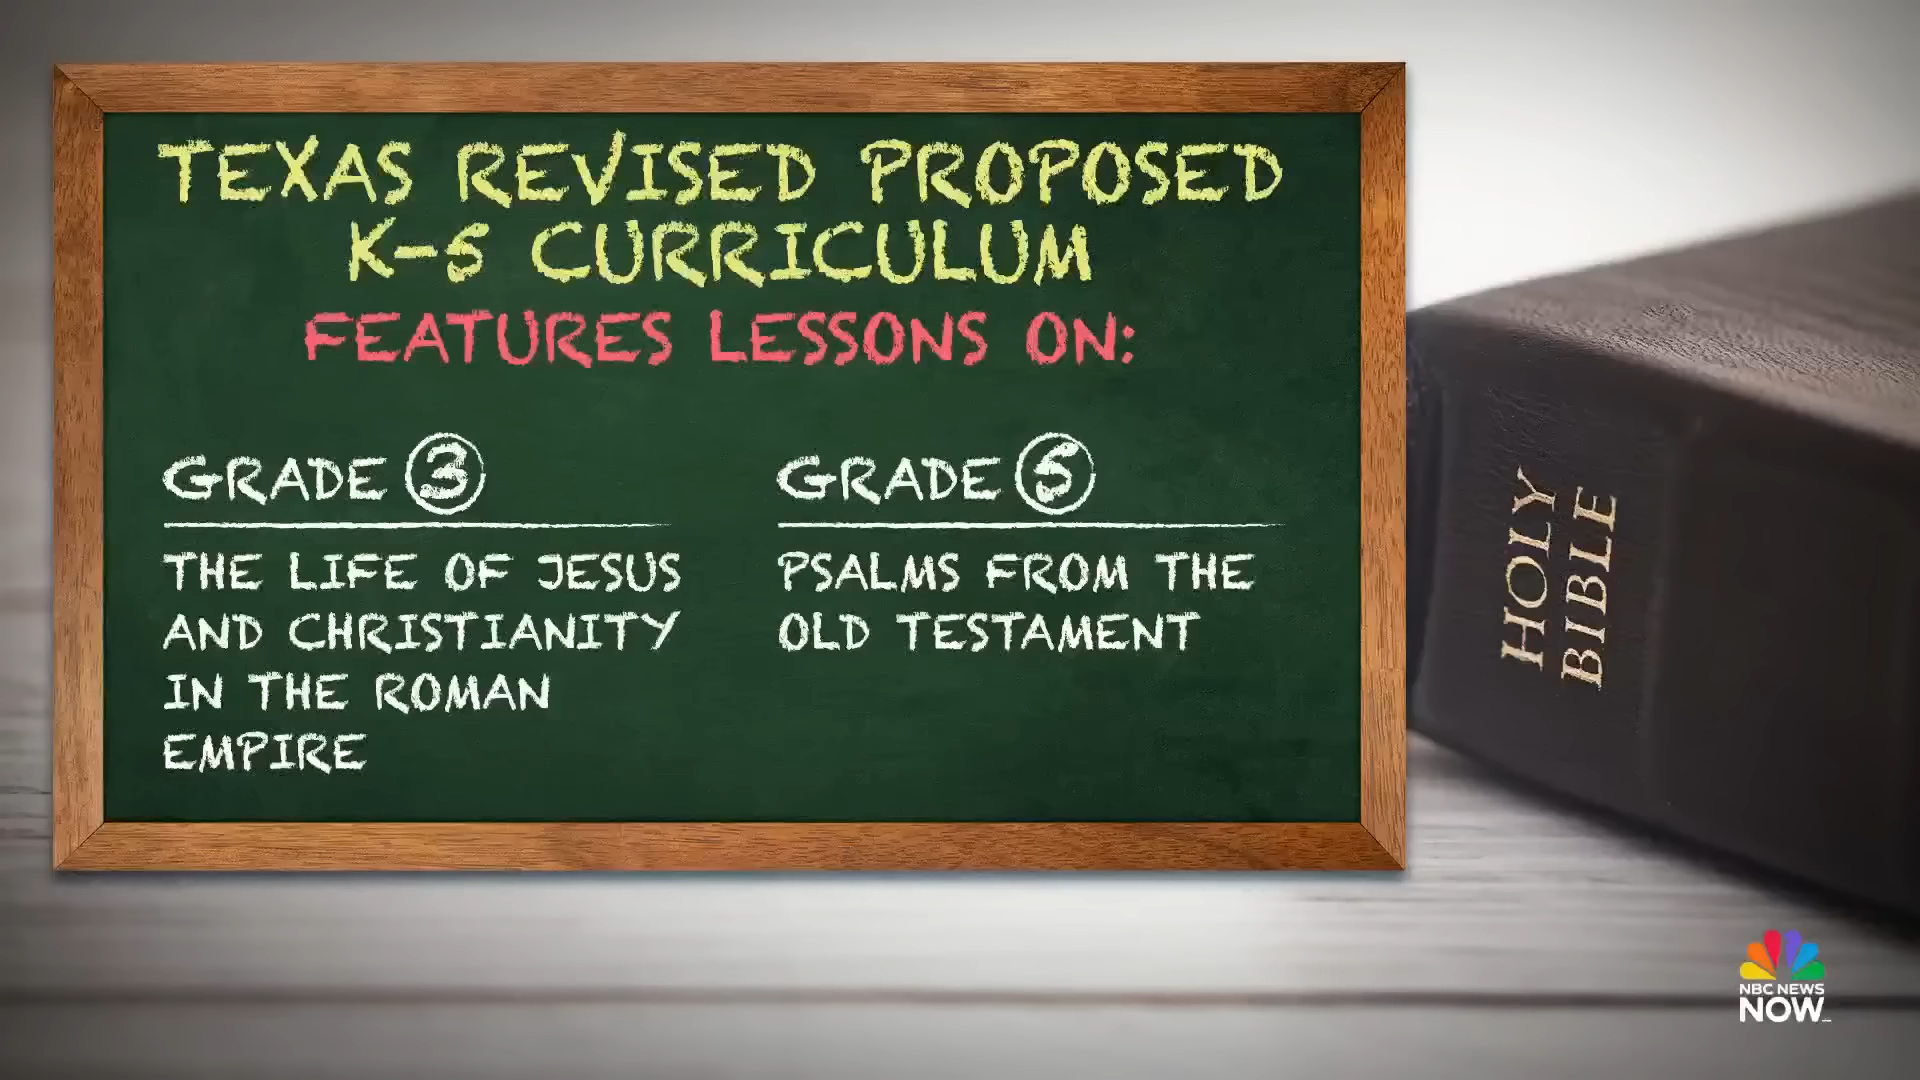 TEXAS REVISED PROPOSED
K-5 CURRICULUM
FEATURES LESSONS ON:
GRADE 3
THE LIFE OF JESUS
AND CHRISTIANITY
IN THE ROMAN
EMPIRE
GRADE 5
PSALMS FROM THE
OLD TESTAMENT
HOLY
BIBLE
NBC NEWS
NOW